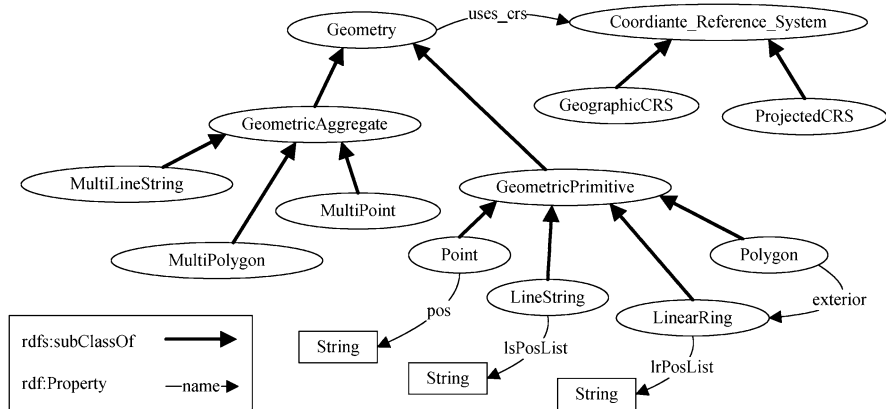 Geometry
uses_crs
Coordiante_Reference_System
GeographicCRS
ProjectedCRS
GeometricAggregate
MultiLineString
MultiPoint
MultiPolygon
GeometricPrimitive
Point
LineString
LinearRing
Polygon
exterior
pos
lsPosList
lrPosList
String
String
String
rdfs:subClassOf
rdf:Property
name